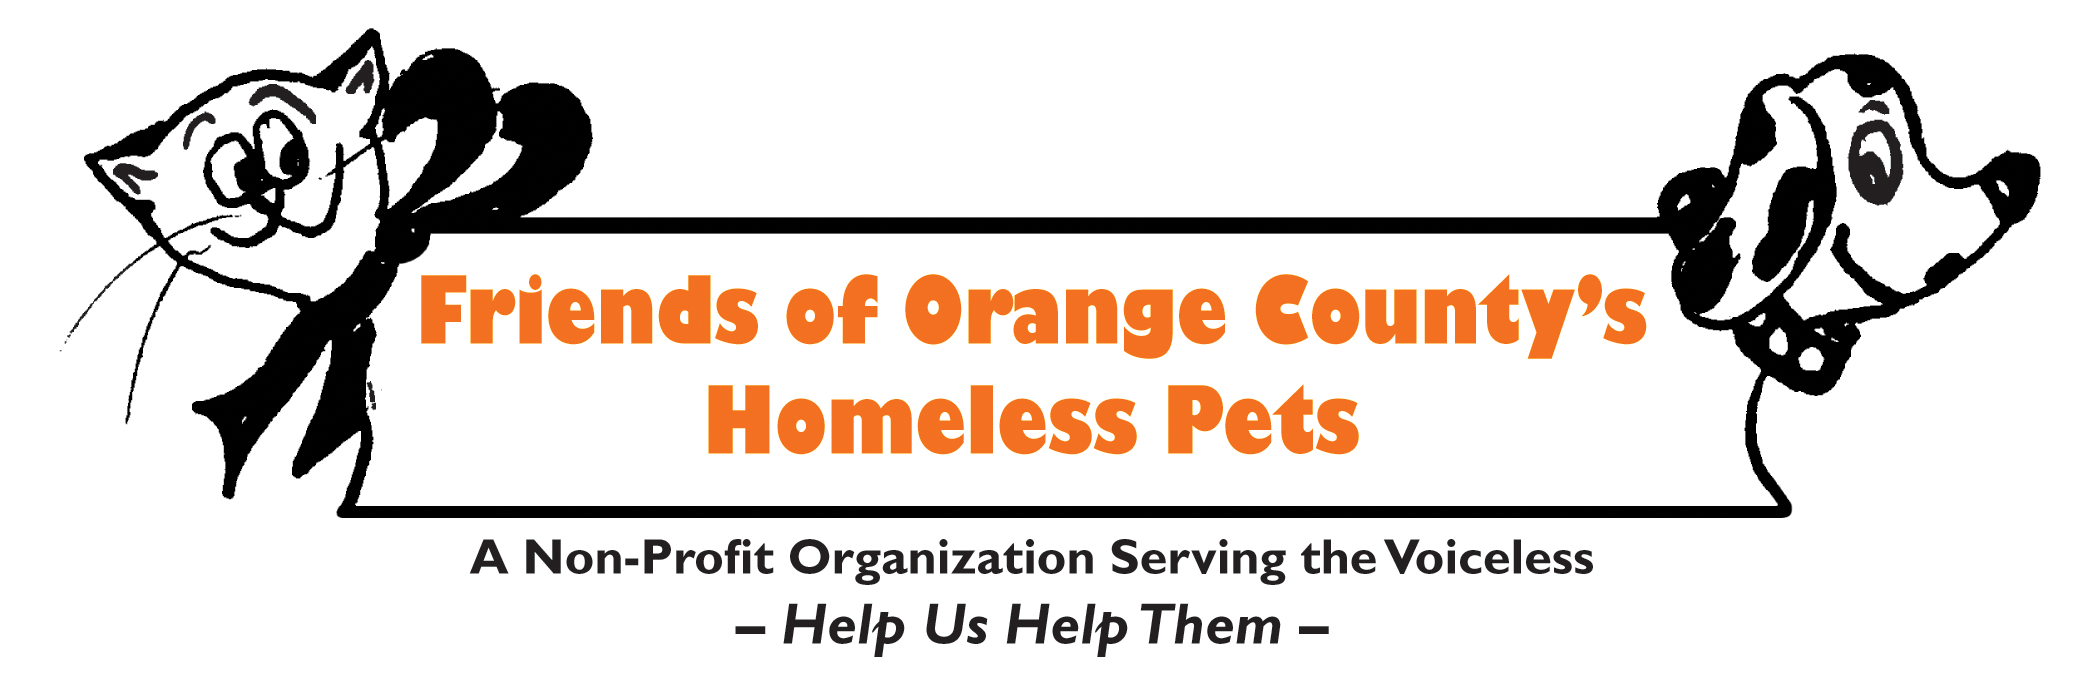 Friends of Orange County’s
Homeless Pets
A Non-Profit Organization Serving the Voiceless
– Help Us Help Them –